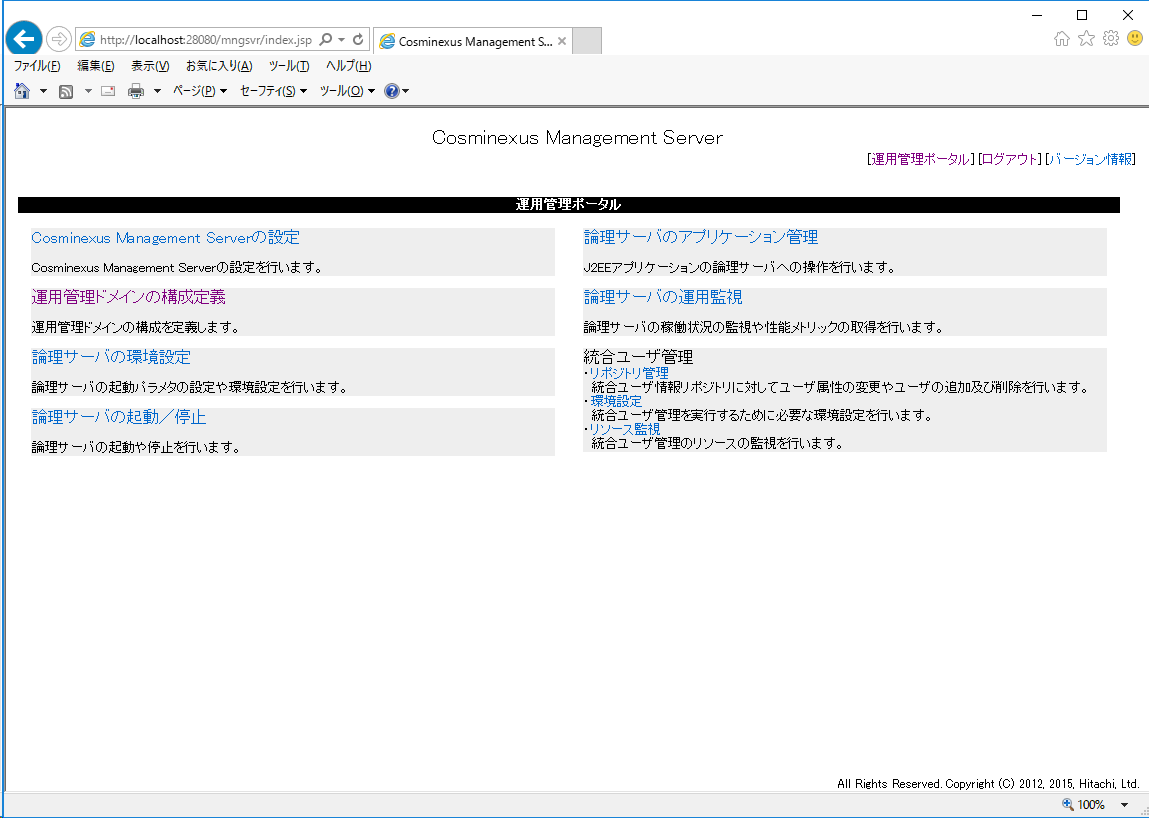 http://localhost:28080/mngsvr/index.jsp
Cosminexus Management S...
ファイル(F) 編集(E) 表示(V) お気に入り(A) ツール(T) ヘルプ(H)
ページ(P) セーフティ(S) ツール(O)
Cosminexus Management Server
[運用管理ポータル] [ログアウト] [バージョン情報]
運用管理ポータル
Cosminexus Management Serverの設定
Cosminexus Management Serverの設定を行います。
運用管理ドメインの構成定義
運用管理ドメインの構成を定義します。
論理サーバの環境設定
論理サーバの起動パラメタの設定や環境設定を行います。
論理サーバの起動／停止
論理サーバの起動や停止を行います。
論理サーバのアプリケーション管理
J2EEアプリケーションの論理サーバへの操作を行います。
論理サーバの運用監視
論理サーバの稼働状況の監視や性能メトリックの取得を行います。
統合ユーザ管理
・リポジトリ管理
統合ユーザ情報リポジトリに対してユーザ属性の変更やユーザの追加及び削除を行います。
・環境設定
統合ユーザ管理を実行するために必要な環境設定を行います。
・リソース監視
統合ユーザ管理のリソースの監視を行います。
All Rights Reserved. Copyright (C) 2012, 2015, Hitachi, Ltd.
100%